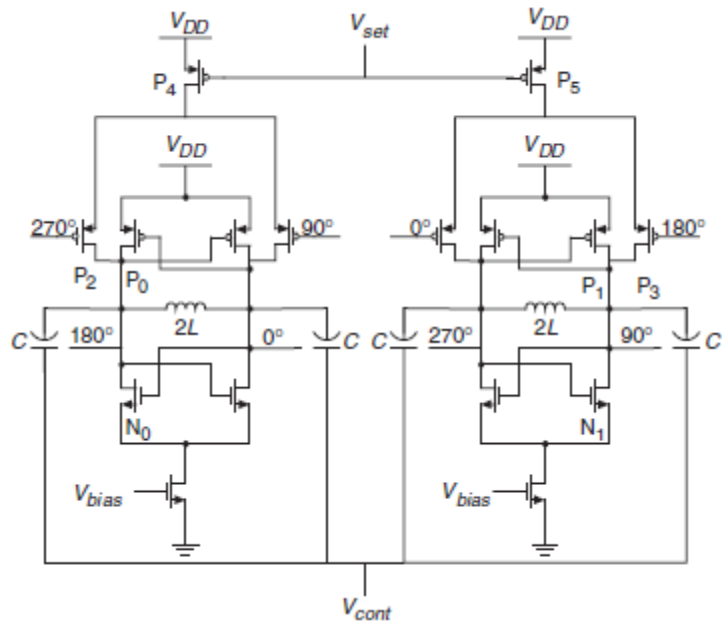 V_DD V_set V_DD
P_4 P_5
V_DD V_DD
270° 90° 0° 180°
P_2 P_0 P_1 P_3
2L 2L
C 180° 0° C C 270° 90° C
N_0 N_1
V_bias V_bias
V_cont